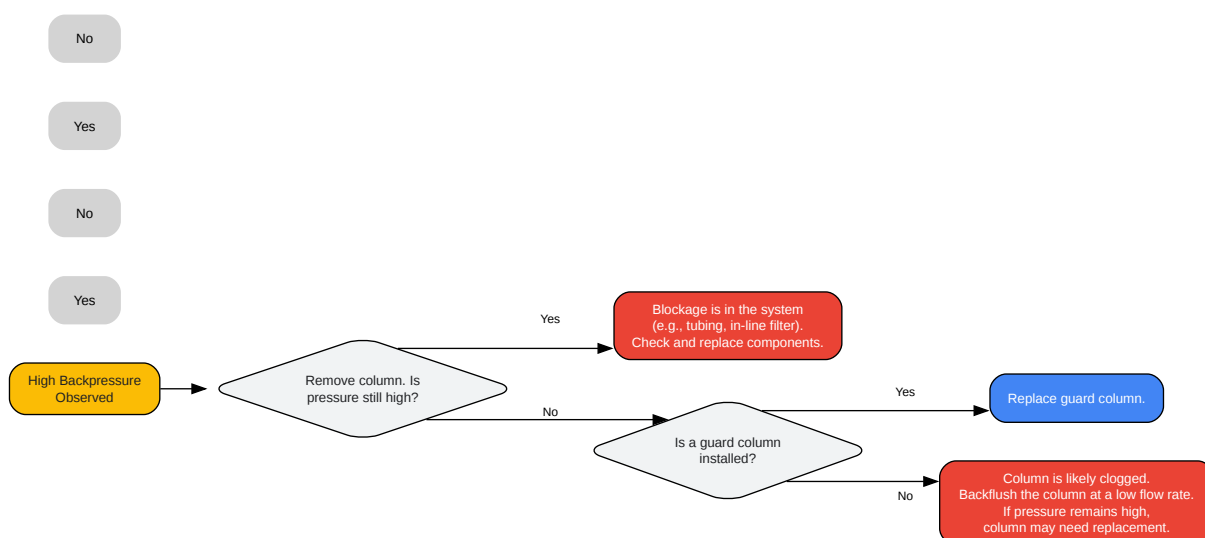 No
Yes
No
Yes
High Backpressure
Observed
Remove column. Is
pressure still high?
Yes
Blockage is in the system
(e.g., tubing, in-line filter).
Check and replace components.
No
Is a guard column
installed?
Yes
Replace guard column.
No
Column is likely clogged.
Backflush the column at a low flow rate.
If pressure remains high,
column may need replacement.